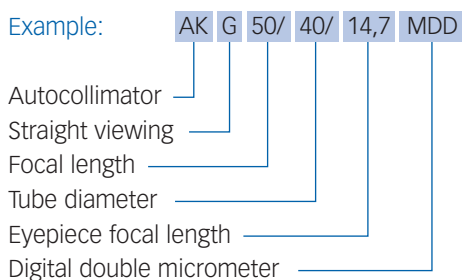 Example: AK G 50/ 40/ 14,7 MDD
Autocollimator
Straight viewing
Focal length
Tube diameter
Eyepiece focal length
Digital double micrometer